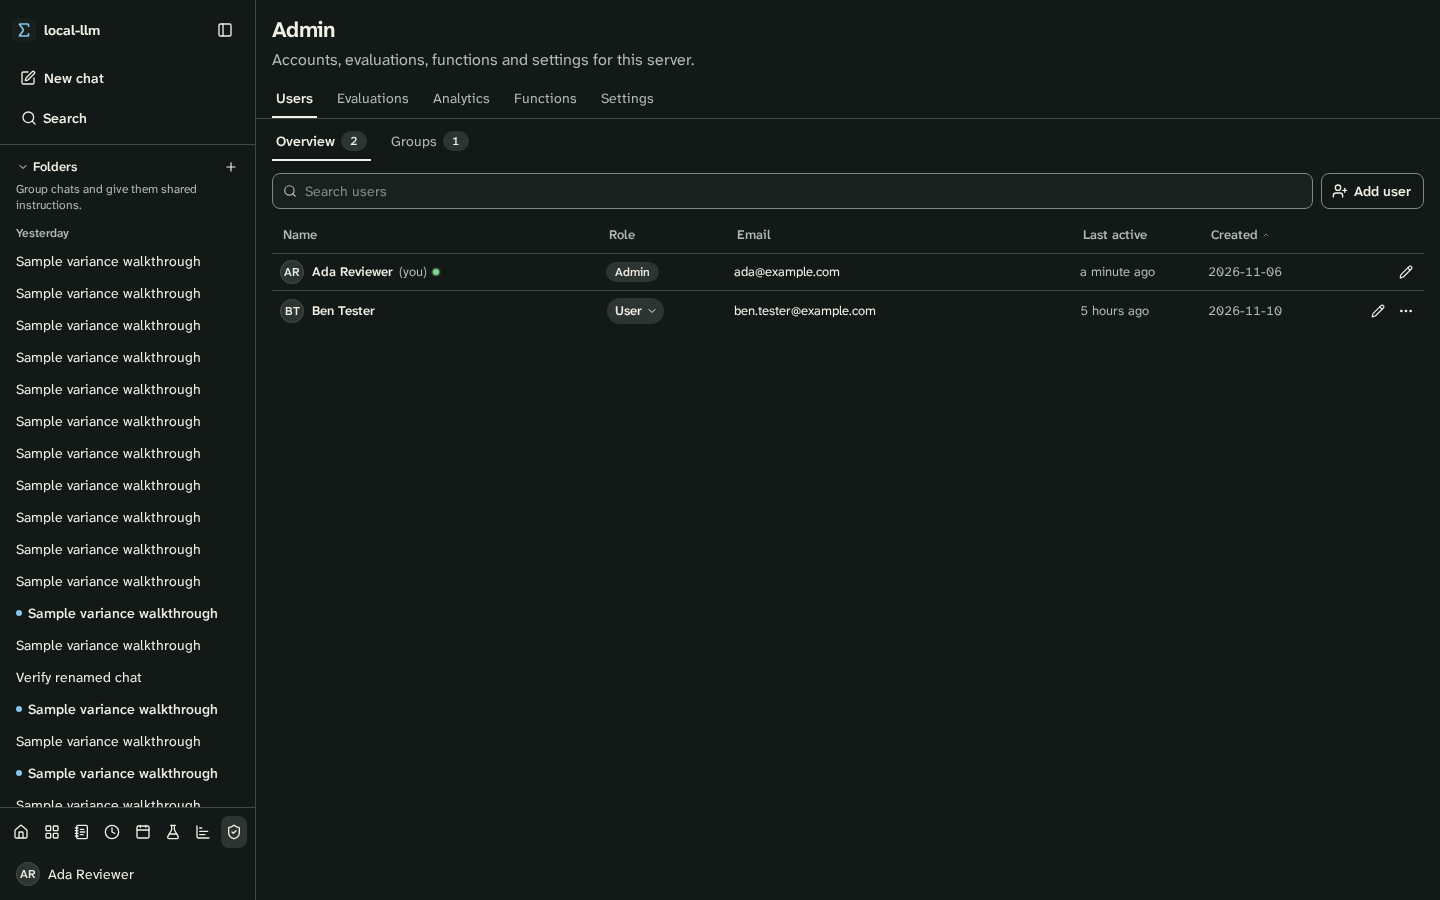 local-llm
New chat
Search
Folders
Group chats and give them shared
instructions.
Yesterday
Sample variance walkthrough
Sample variance walkthrough
Sample variance walkthrough
Sample variance walkthrough
Sample variance walkthrough
Sample variance walkthrough
Sample variance walkthrough
Sample variance walkthrough
Sample variance walkthrough
Sample variance walkthrough
Sample variance walkthrough
Sample variance walkthrough
Sample variance walkthrough
Verify renamed chat
Sample variance walkthrough
Sample variance walkthrough
Sample variance walkthrough
Sample variance walkthrough
AR Ada Reviewer
Admin
Accounts, evaluations, functions and settings for this server.
Users Evaluations Analytics Functions Settings
Overview 2 Groups 1
Search users Add user
Name Role Email Last active Created
AR Ada Reviewer (you) Admin ada@example.com a minute ago 2026-11-06
BT Ben Tester User ben.tester@example.com 5 hours ago 2026-11-10